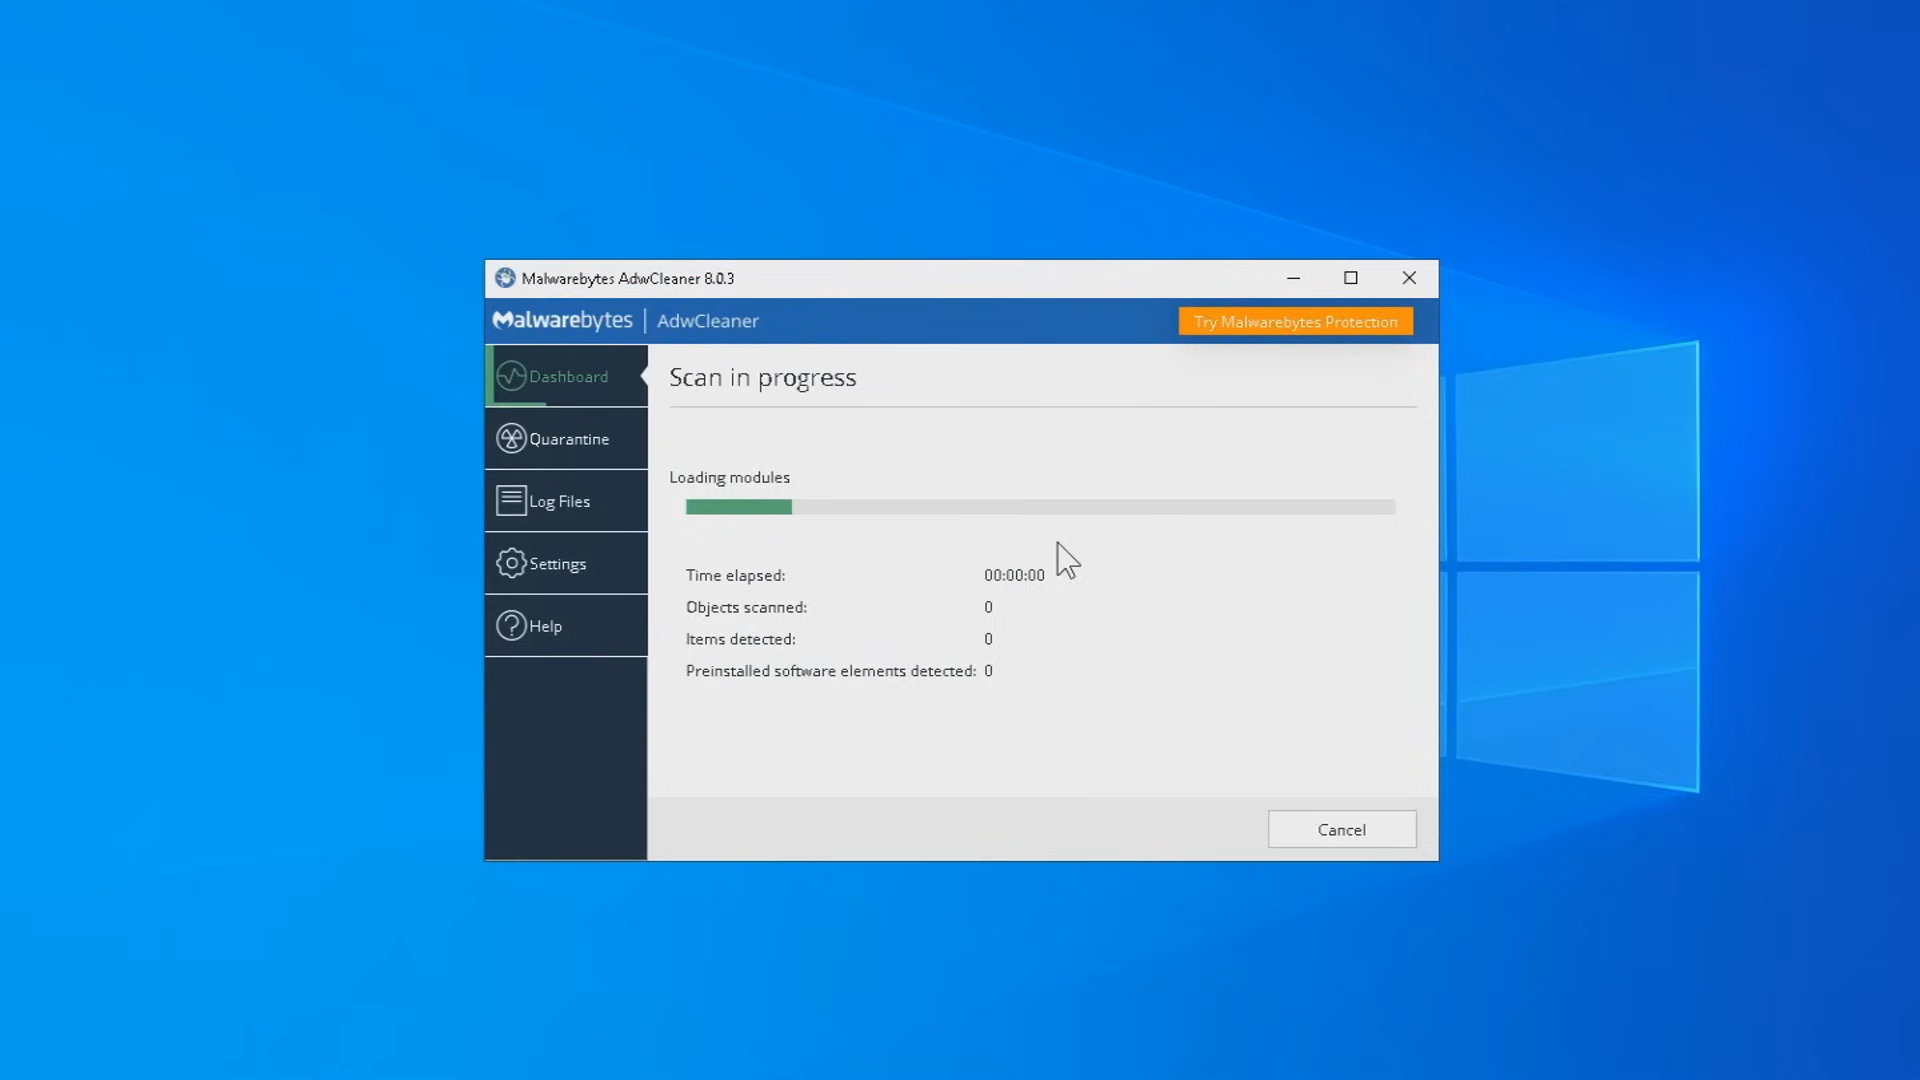 Malwarebytes AdwCleaner 8.0.3
Malwarebytes | AdwCleaner
Try Malwarebytes Protection
Dashboard
Quarantine
Log Files
Settings
Help
Scan in progress
Loading modules
Time elapsed: 00:00:00
Objects scanned: 0
Items detected: 0
Preinstalled software elements detected: 0
Cancel